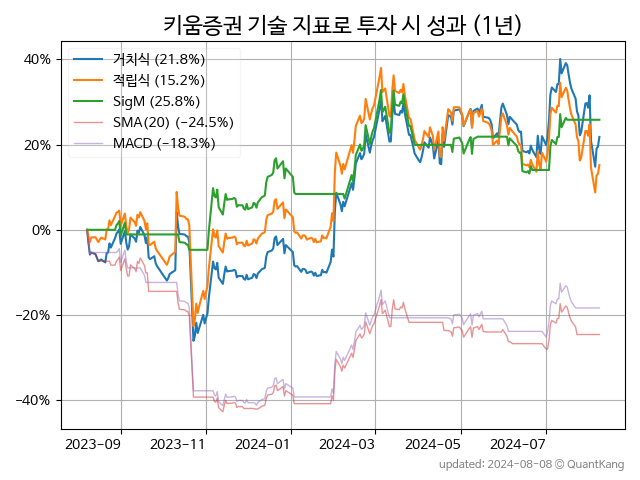 키움증권 기술 지표로 투자 시 성과 (1년)
거치식 (21.8%)
적립식 (15.2%)
SigM (25.8%)
SMA(20) (−24.5%)
MACD (−18.3%)
40%
20%
0%
−20%
−40%
2023-09 2023-11 2024-01 2024-03 2024-05 2024-07
updated: 2024-08-08 © QuantKang